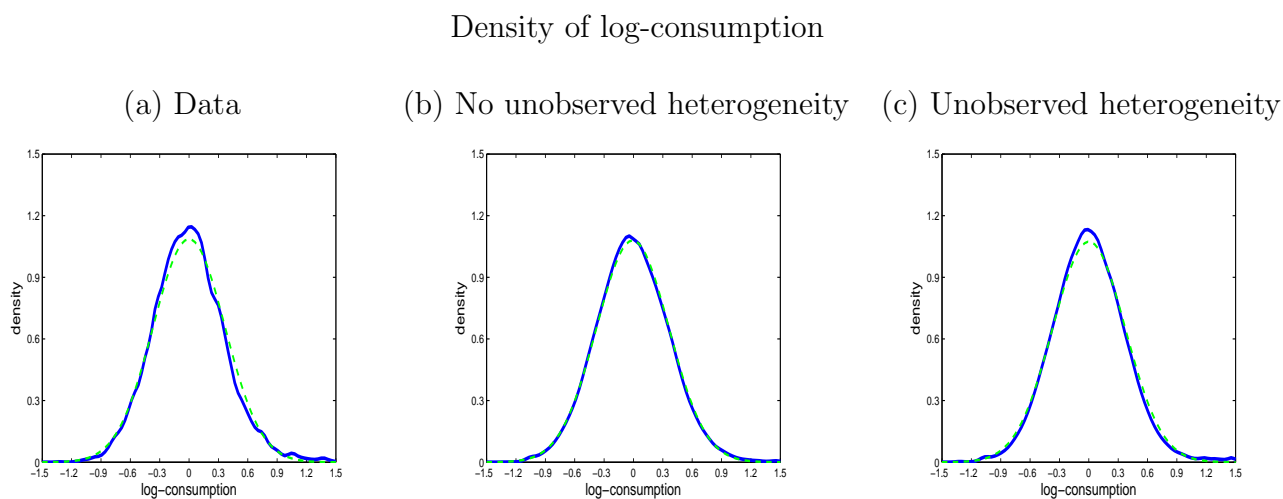 Density of log-consumption
(a) Data
(b) No unobserved heterogeneity
(c) Unobserved heterogeneity
1.5
1.2
0.9
0.6
0.3
0
density
−1.5 −1.2 −0.9 −0.6 −0.3 0 0.3 0.6 0.9 1.2 1.5
log−consumption
1.5
1.2
0.9
0.6
0.3
0
density
−1.5 −1.2 −0.9 −0.6 −0.3 0 0.3 0.6 0.9 1.2 1.5
log−consumption
1.5
1.2
0.9
0.6
0.3
0
density
−1.5 −1.2 −0.9 −0.6 −0.3 0 0.3 0.6 0.9 1.2 1.5
log−consumption